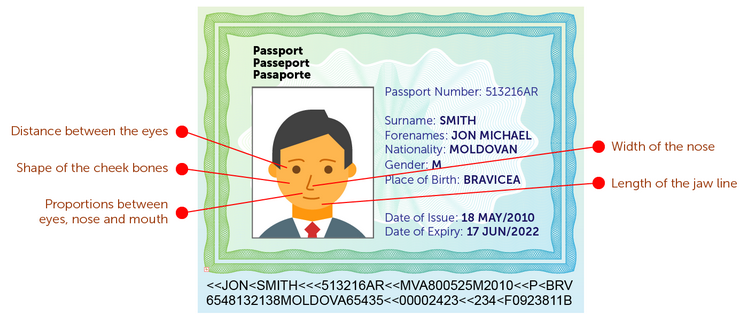 Passport
Passeport
Pasaporte
Passport Number: 513216AR
Surname: SMITH
Forenames: JON MICHAEL
Nationality: MOLDOVAN
Gender: M
Place of Birth: BRAVICEA
Date of Issue: 18 MAY/2010
Date of Expiry: 17 JUN/2022
Distance between the eyes
Shape of the cheek bones
Proportions between
eyes, nose and mouth
Width of the nose
Length of the jaw line
<<JON<SMITH<<<513216AR<<MVA800525M2010<<P<BRV
6548132138MOLDOVA65435<<00002423<<234<F0923811B